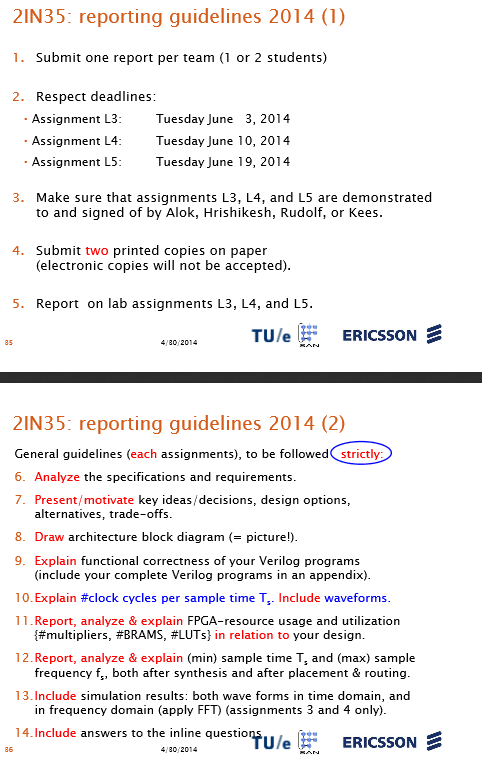 2IN35: reporting guidelines 2014 (1)
1. Submit one report per team (1 or 2 students)
2. Respect deadlines:
· Assignment L3: Tuesday June 3, 2014
· Assignment L4: Tuesday June 10, 2014
· Assignment L5: Tuesday June 19, 2014
3. Make sure that assignments L3, L4, and L5 are demonstrated
to and signed of by Alok, Hrishikesh, Rudolf, or Kees.
4. Submit two printed copies on paper
(electronic copies will not be accepted).
5. Report on lab assignments L3, L4, and L5.
85 4/30/2014 TU/e SAN ERICSSON
2IN35: reporting guidelines 2014 (2)
General guidelines (each assignments), to be followed strictly:
6. Analyze the specifications and requirements.
7. Present/motivate key ideas/decisions, design options,
alternatives, trade-offs.
8. Draw architecture block diagram (= picture!).
9. Explain functional correctness of your Verilog programs
(include your complete Verilog programs in an appendix).
10. Explain #clock cycles per sample time Ts. Include waveforms.
11. Report, analyze & explain FPGA-resource usage and utilization
{#multipliers, #BRAMS, #LUTs} in relation to your design.
12. Report, analyze & explain (min) sample time Ts and (max) sample
frequency fs, both after synthesis and after placement & routing.
13. Include simulation results: both wave forms in time domain, and
in frequency domain (apply FFT) (assignments 3 and 4 only).
14. Include answers to the inline questions
86 4/30/2014 TU/e SAN ERICSSON